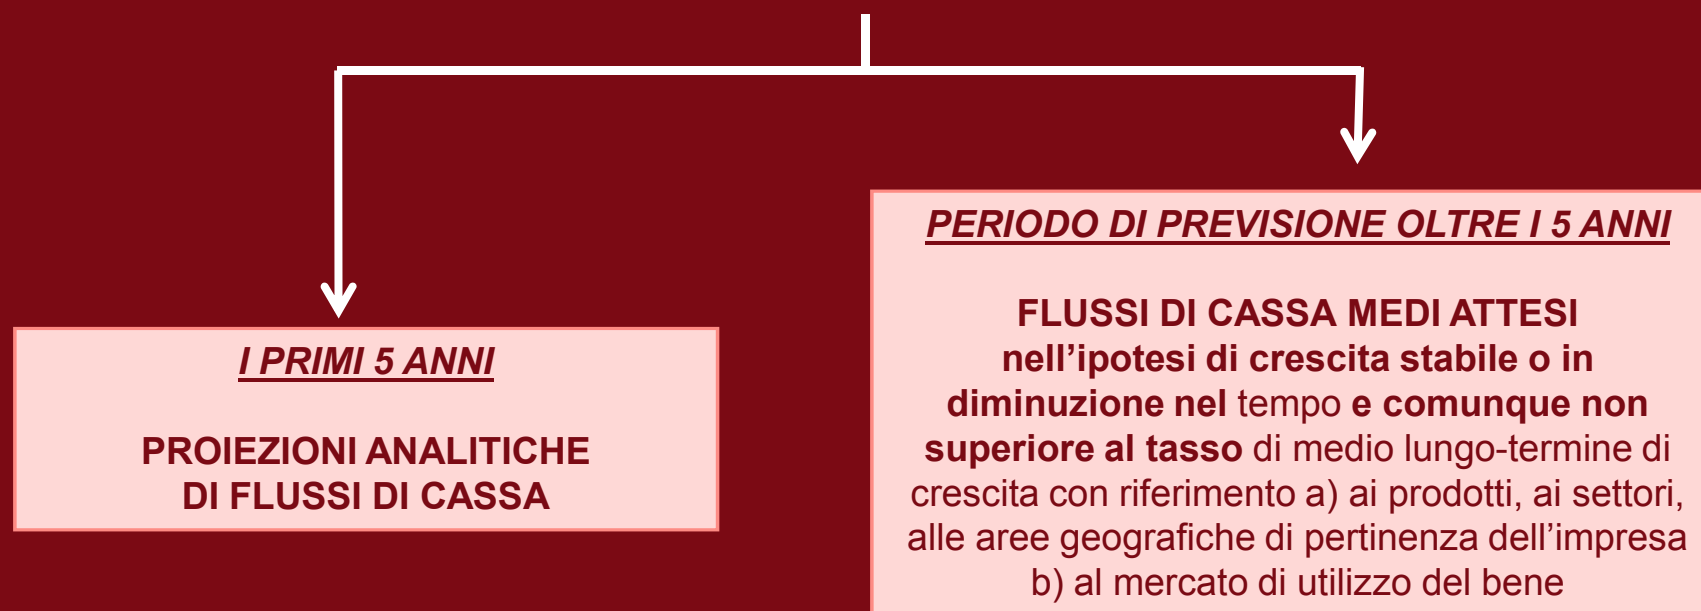 I PRIMI 5 ANNI
PROIEZIONI ANALITICHE
DI FLUSSI DI CASSA
PERIODO DI PREVISIONE OLTRE I 5 ANNI
FLUSSI DI CASSA MEDI ATTESI
nell’ipotesi di crescita stabile o in
diminuzione nel tempo e comunque non
superiore al tasso di medio lungo-termine di
crescita con riferimento a) ai prodotti, ai settori,
alle aree geografiche di pertinenza dell’impresa
b) al mercato di utilizzo del bene